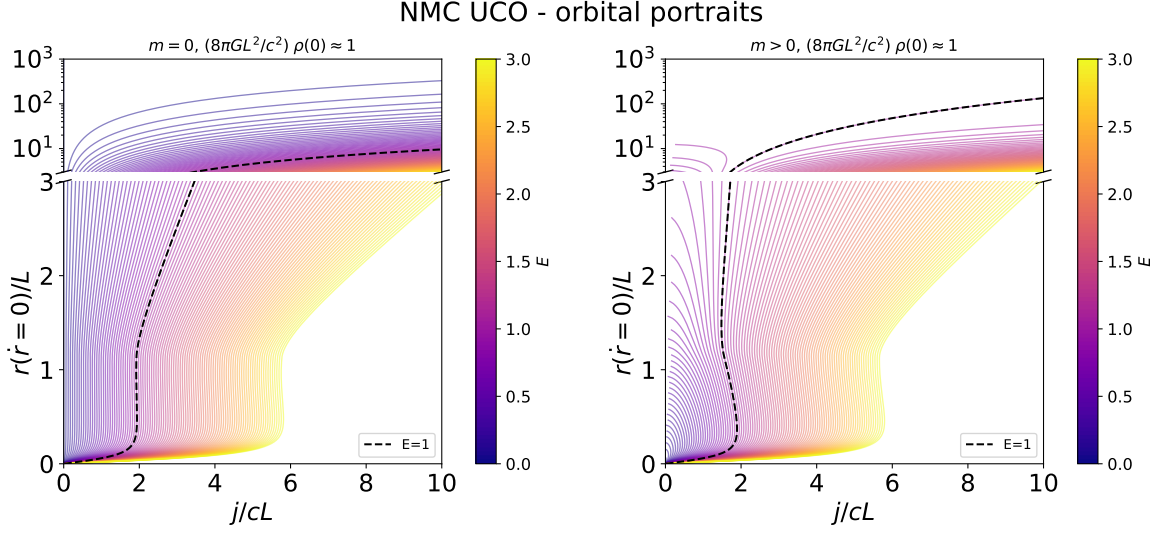 NMC UCO - orbital portraits
m = 0, (8πGL²/c²) ρ(0) ≈ 1
10³
10²
10¹
3
2
1
0
r(ṙ = 0)/L
0 2 4 6 8 10
j/cL
E=1
3.0
2.5
2.0
1.5
1.0
0.5
0.0
E
m > 0, (8πGL²/c²) ρ(0) ≈ 1
10³
10²
10¹
3
2
1
0
r(ṙ = 0)/L
0 2 4 6 8 10
j/cL
E=1
3.0
2.5
2.0
1.5
1.0
0.5
0.0
E